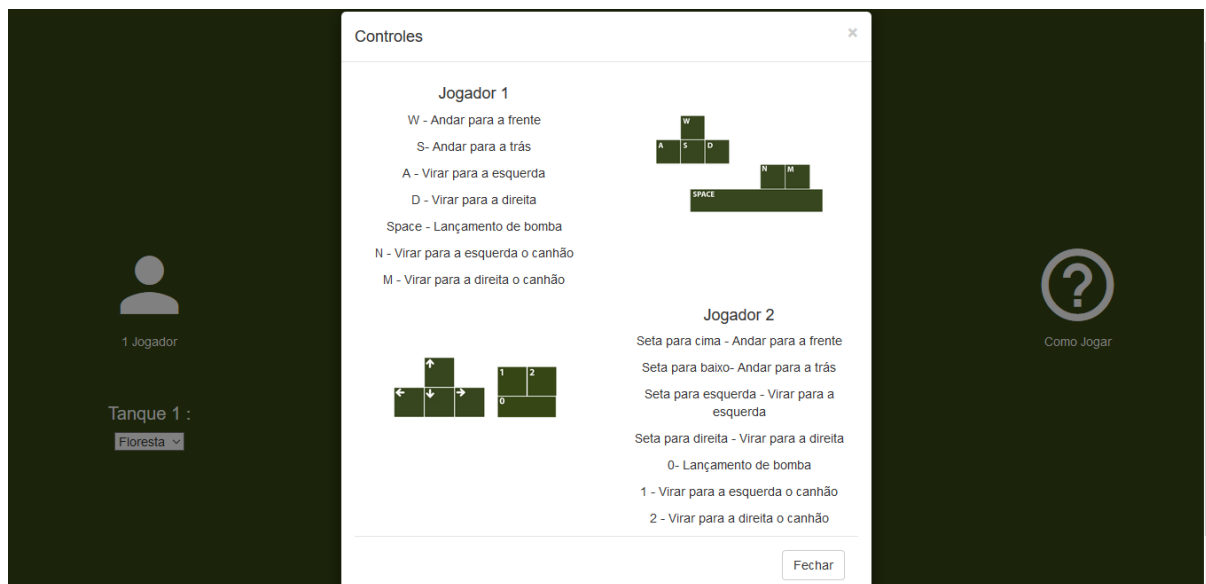 Controles
×
Jogador 1
W - Andar para a frente
S- Andar para a trás
A - Virar para a esquerda
D - Virar para a direita
Space - Lançamento de bomba
N - Virar para a esquerda o canhão
M - Virar para a direita o canhão
W
A S D
N M
SPACE
1 Jogador
Tanque 1 :
Floresta
1 2
0
Jogador 2
Seta para cima - Andar para a frente
Seta para baixo- Andar para a trás
Seta para esquerda - Virar para a
esquerda
Seta para direita - Virar para a direita
0- Lançamento de bomba
1 - Virar para a esquerda o canhão
2 - Virar para a direita o canhão
?
Como Jogar
Fechar